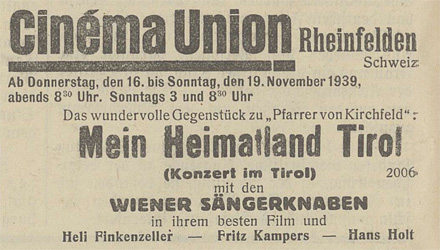 Cinéma Union Rheinfelden
Schweiz
Ab Donnerstag, den 16. bis Sonntag, den 19. November 1939,
abends 8³⁰ Uhr. Sonntags 3 und 8³⁰ Uhr
Das wundervolle Gegenstück zu „Pfarrer von Kirchfeld“:
Mein Heimatland Tirol
(Konzert im Tirol) 2006
mit den
WIENER SÄNGERKNABEN
in ihrem besten Film und
Heli Finkenzeller — Fritz Kampers — Hans Holt